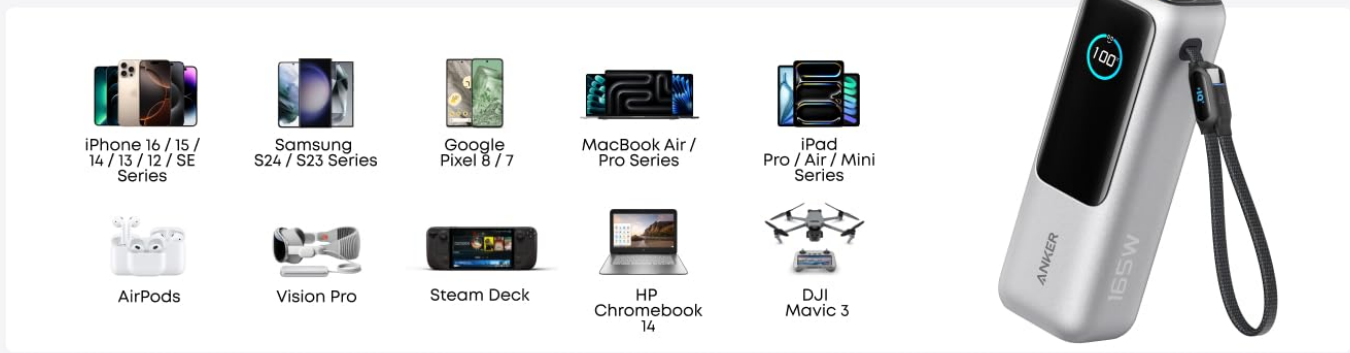 iPhone 16 / 15 /
14 / 13 / 12 / SE
Series
Samsung
S24 / S23 Series
Google
Pixel 8 / 7
MacBook Air /
Pro Series
iPad
Pro / Air / Mini
Series
AirPods
Vision Pro
Steam Deck
HP
Chromebook
14
DJI
Mavic 3
100
ANKER
165W